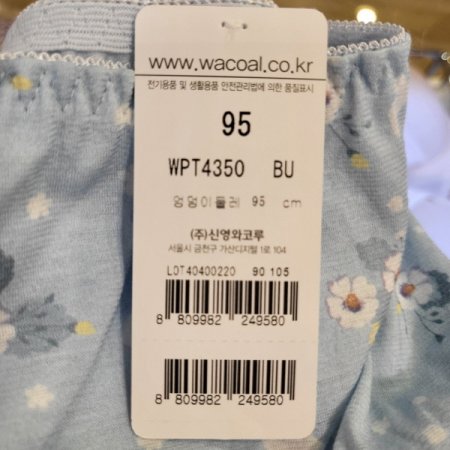 www.wacoal.co.kr
전기용품 및 생활용품 안전관리법에 의한 품질표시
95
WPT4350 BU
엉덩이둘레 95 cm
(주)신영와코루
서울시 금천구 가산디지털 1로 104
LOT40400220 90 105
8 809982 249580
8 809982 249580